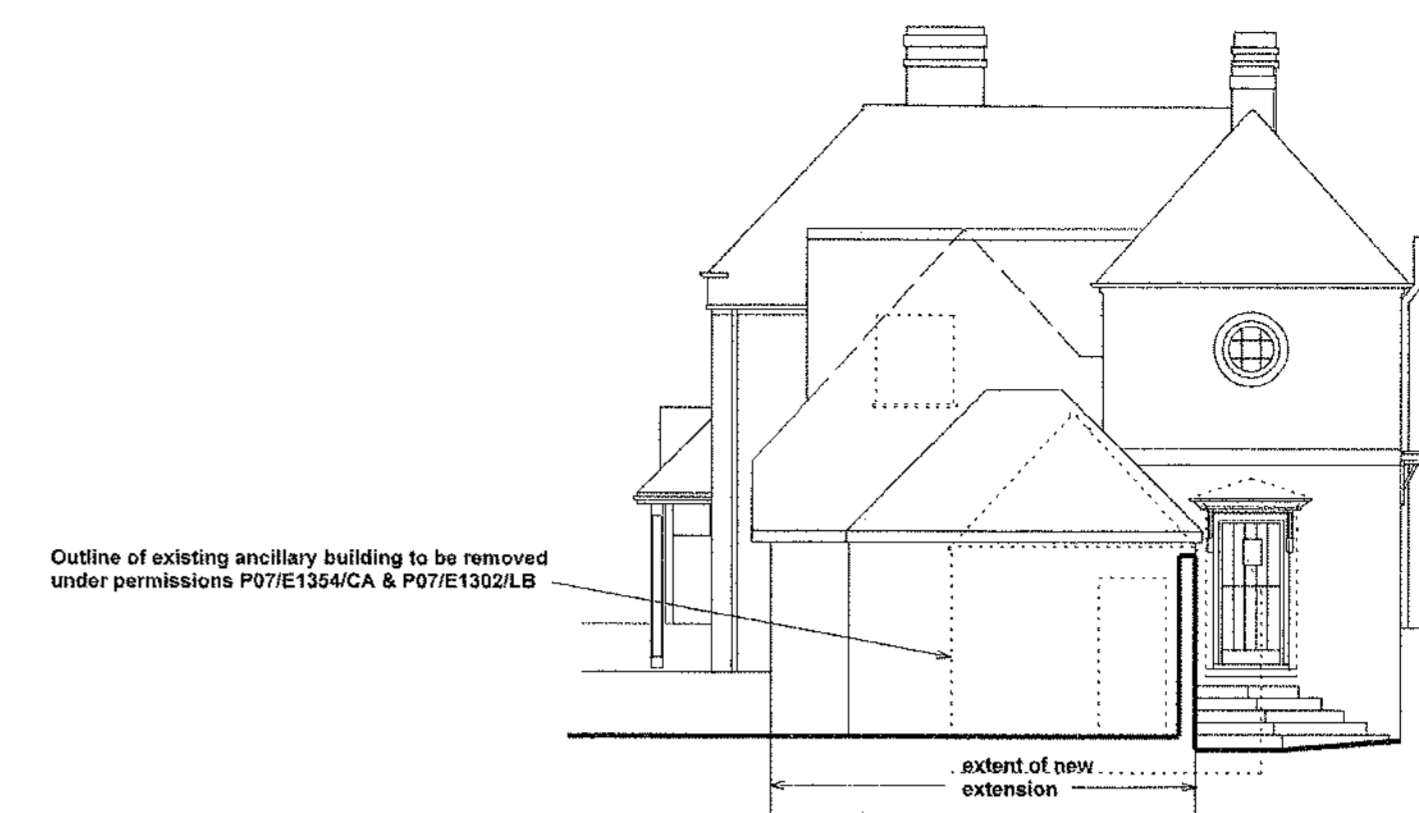 Outline of existing ancillary building to be removed
under permissions P07/E1354/CA & P07/E1302/LB
extent of new
extension